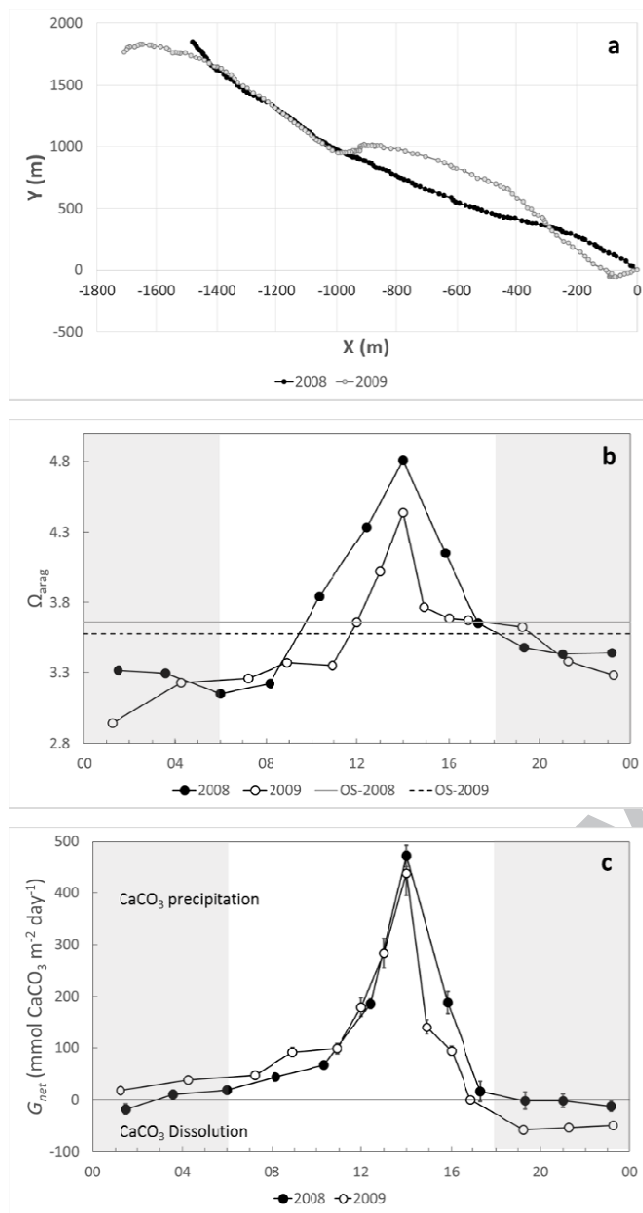 a
2000
1500
1000
500
0
-500
-1800 -1600 -1400 -1200 -1000 -800 -600 -400 -200 0
Y (m)
X (m)
2008 2009
b
4.8
4.3
3.8
3.3
2.8
Ωarag
00 04 08 12 16 20 00
2008 2009 OS-2008 OS-2009
c
500
400
300
200
100
0
-100
Gnet (mmol CaCO3 m-2 day-1)
CaCO3 precipitation
CaCO3 Dissolution
00 04 08 12 16 20 00
2008 2009